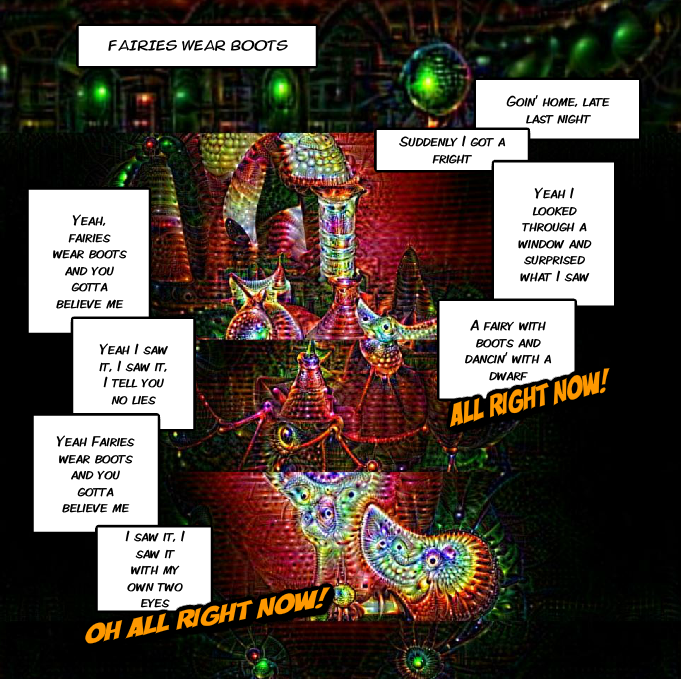 FAIRIES WEAR BOOTS
GOIN' HOME, LATE
LAST NIGHT
SUDDENLY I GOT A
FRIGHT
YEAH I
LOOKED
THROUGH A
WINDOW AND
SURPRISED
WHAT I SAW
A FAIRY WITH
BOOTS AND
DANCIN' WITH A
DWARF
ALL RIGHT NOW!
YEAH,
FAIRIES
WEAR BOOTS
AND YOU
GOTTA
BELIEVE ME
YEAH I SAW
IT, I SAW IT,
I TELL YOU
NO LIES
YEAH FAIRIES
WEAR BOOTS
AND YOU
GOTTA
BELIEVE ME
I SAW IT, I
SAW IT
WITH MY
OWN TWO
EYES
OH ALL RIGHT NOW!